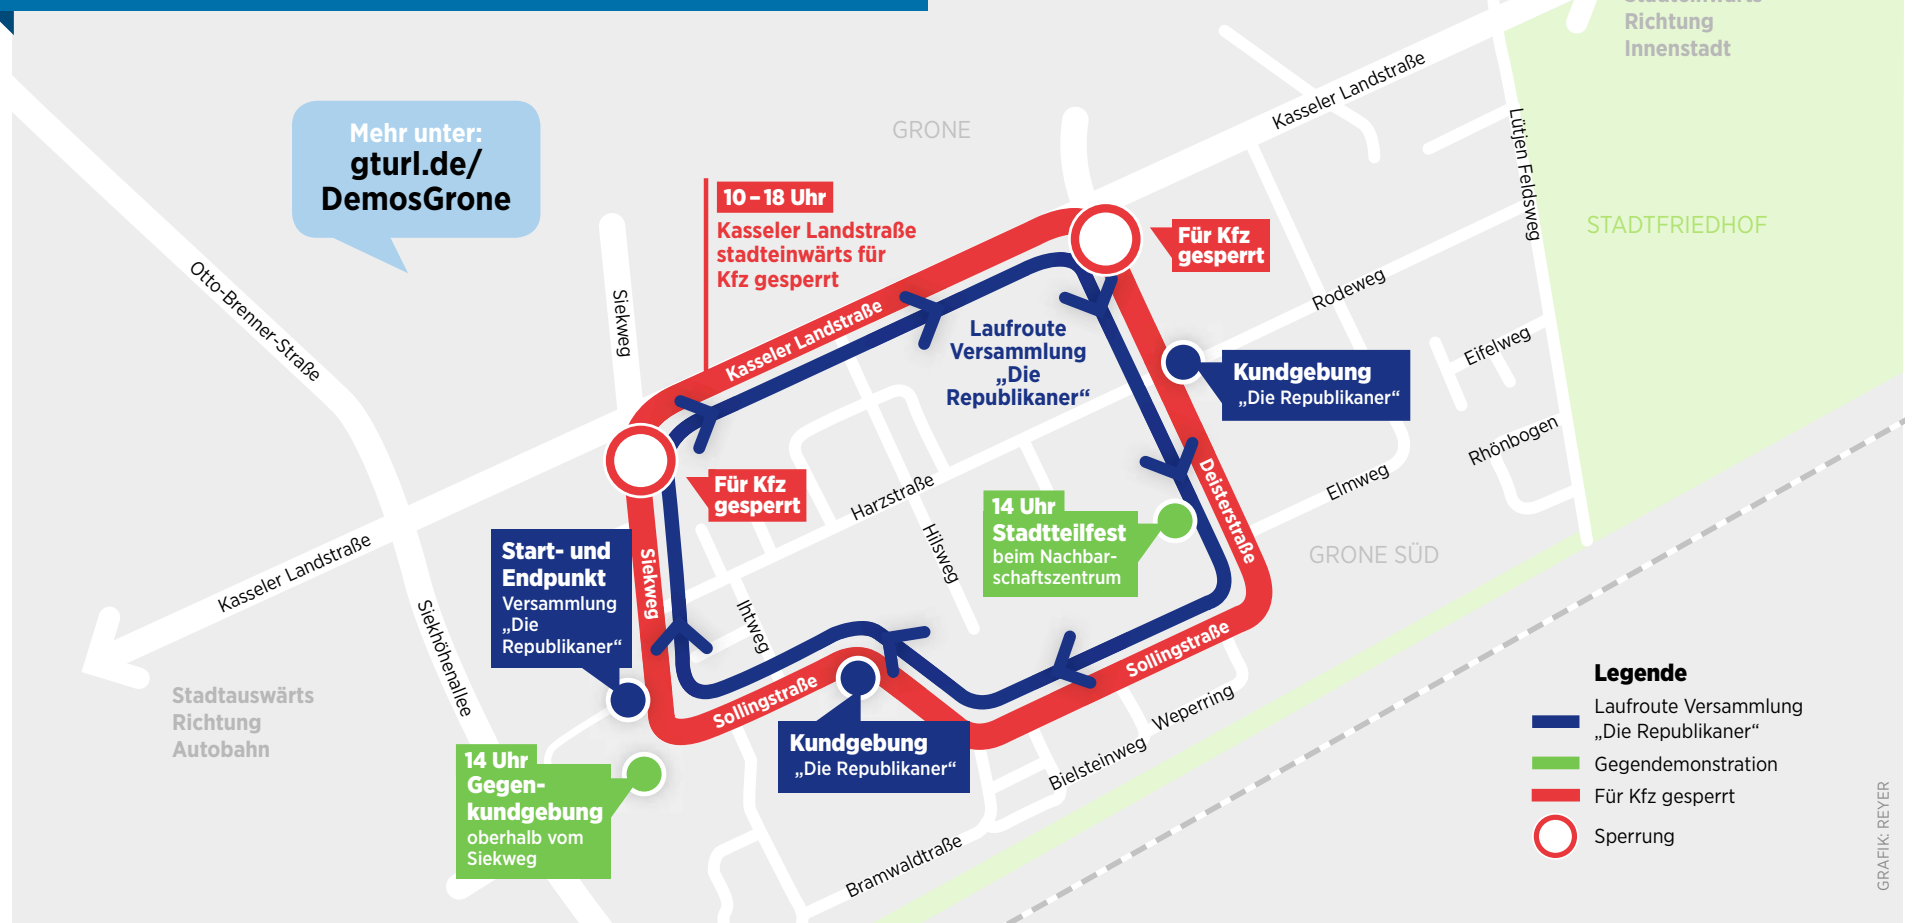 Richtung
Innenstadt
Mehr unter:
gturl.de/
DemosGrone
GRONE
Kasseler Landstraße
Lütjen Feldsweg
STADTFRIEDHOF
10–18 Uhr
Kasseler Landstraße
stadteinwärts für
Kfz gesperrt
Für Kfz
gesperrt
Otto-Brenner-Straße
Siekweg
Kasseler Landstraße
Laufroute
Versammlung
„Die
Republikaner“
Rodeweg
Eifelweg
Kundgebung
„Die Republikaner“
Rhönbogen
Elmweg
Für Kfz
gesperrt
Harzstraße
Hilsweg
Deisterstraße
14 Uhr
Stadtteilfest
beim Nachbar-
schaftszentrum
GRONE SÜD
Start- und
Endpunkt
Versammlung
„Die
Republikaner“
Siekweg
Ihtweg
Kasseler Landstraße
Siekhöhenallee
Stadtauswärts
Richtung
Autobahn
Sollingstraße
Sollingstraße
Weperring
Bielsteinweg
Kundgebung
„Die Republikaner“
14 Uhr
Gegen-
kundgebung
oberhalb vom
Siekweg
Bramwaldtraße
Legende
Laufroute Versammlung
„Die Republikaner“
Gegendemonstration
Für Kfz gesperrt
Sperrung
GRAFIK: REYER